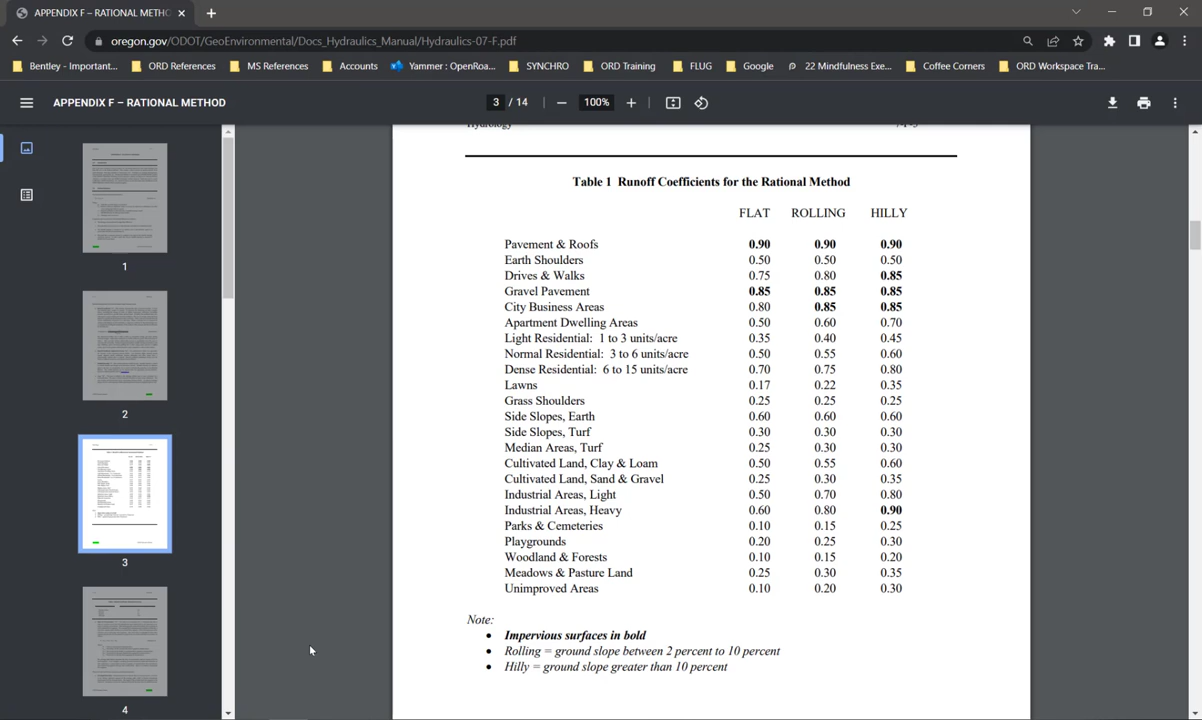 APPENDIX F – RATIONAL METHO
oregon.gov/ODOT/GeoEnvironmental/Docs_Hydraulics_Manual/Hydraulics-07-F.pdf
Bentley - Important... ORD References MS References Accounts Yammer : OpenRoa... SYNCHRO ORD Training FLUG Google 22 Mindfulness Exe... Coffee Corners ORD Workspace Tra...
APPENDIX F – RATIONAL METHOD 3 / 14 100%
Hydrology
Table 1 Runoff Coefficients for the Rational Method
FLAT ROLLING HILLY
Pavement & Roofs 0.90 0.90 0.90
Earth Shoulders 0.50 0.50 0.50
Drives & Walks 0.75 0.80 0.85
Gravel Pavement 0.85 0.85 0.85
City Business Areas 0.80 0.85 0.85
Apartment Dwelling Areas 0.50 0.60 0.70
Light Residential: 1 to 3 units/acre 0.35 0.40 0.45
Normal Residential: 3 to 6 units/acre 0.50 0.55 0.60
Dense Residential: 6 to 15 units/acre 0.70 0.75 0.80
Lawns 0.17 0.22 0.35
Grass Shoulders 0.25 0.25 0.25
Side Slopes, Earth 0.60 0.60 0.60
Side Slopes, Turf 0.30 0.30 0.30
Median Areas, Turf 0.25 0.30 0.30
Cultivated Land, Clay & Loam 0.50 0.55 0.60
Cultivated Land, Sand & Gravel 0.25 0.30 0.35
Industrial Areas, Light 0.50 0.70 0.80
Industrial Areas, Heavy 0.60 0.80 0.90
Parks & Cemeteries 0.10 0.15 0.25
Playgrounds 0.20 0.25 0.30
Woodland & Forests 0.10 0.15 0.20
Meadows & Pasture Land 0.25 0.30 0.35
Unimproved Areas 0.10 0.20 0.30
Note:
• Impervious surfaces in bold
• Rolling = ground slope between 2 percent to 10 percent
• Hilly = ground slope greater than 10 percent
1
2
3
4